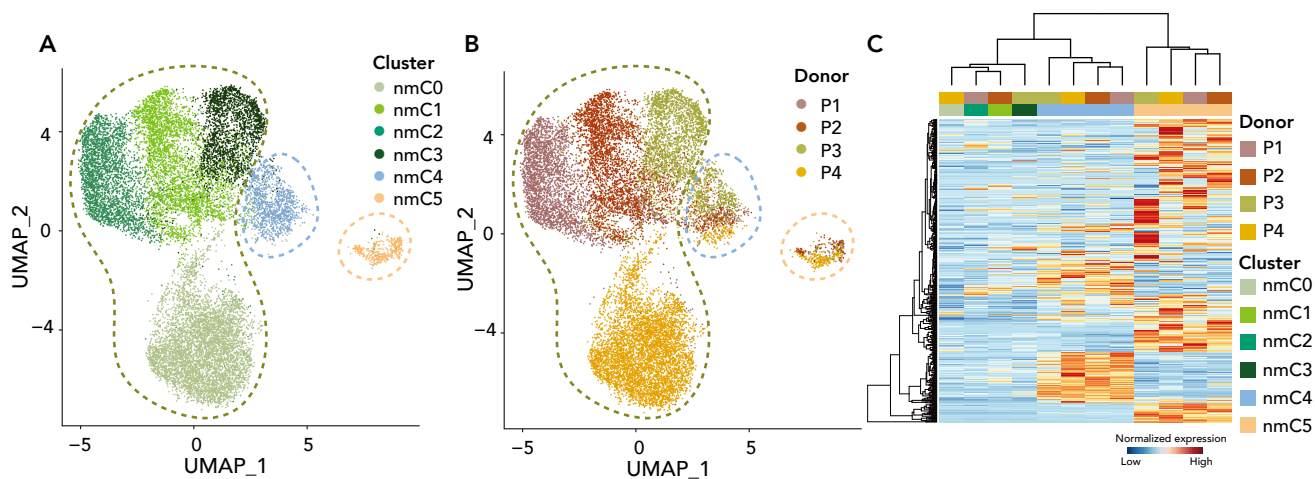 A
Cluster
nmC0
nmC1
nmC2
nmC3
nmC4
nmC5
4
0
−4
UMAP_2
−5
0
5
UMAP_1
B
Donor
P1
P2
P3
P4
4
0
−4
UMAP_2
−5
0
5
UMAP_1
C
Donor
P1
P2
P3
P4
Cluster
nmC0
nmC1
nmC2
nmC3
nmC4
nmC5
Normalized expression
Low
High